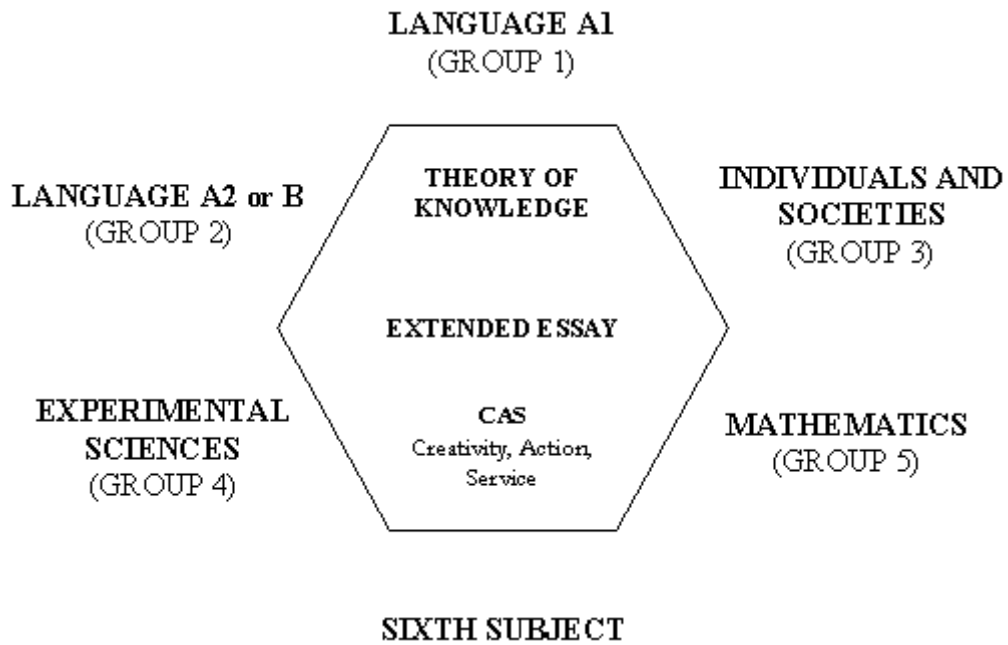 LANGUAGE A1
(GROUP 1)
LANGUAGE A2 or B
(GROUP 2)
THEORY OF
KNOWLEDGE
INDIVIDUALS AND
SOCIETIES
(GROUP 3)
EXTENDED ESSAY
EXPERIMENTAL
SCIENCES
(GROUP 4)
CAS
Creativity, Action,
Service
MATHEMATICS
(GROUP 5)
SIXTH SUBJECT